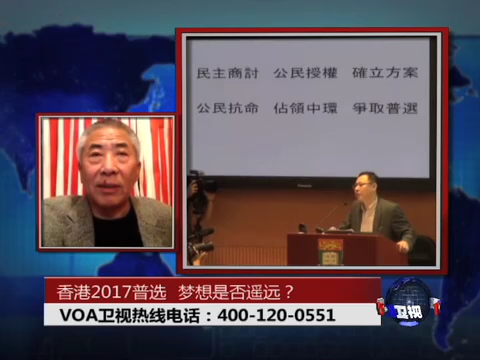 民主商討 公民授權 確立方案
公民抗命 佔領中環 爭取普選
香港2017普选 梦想是否遥远？
VOA卫视热线电话：400-120-0551
卫视